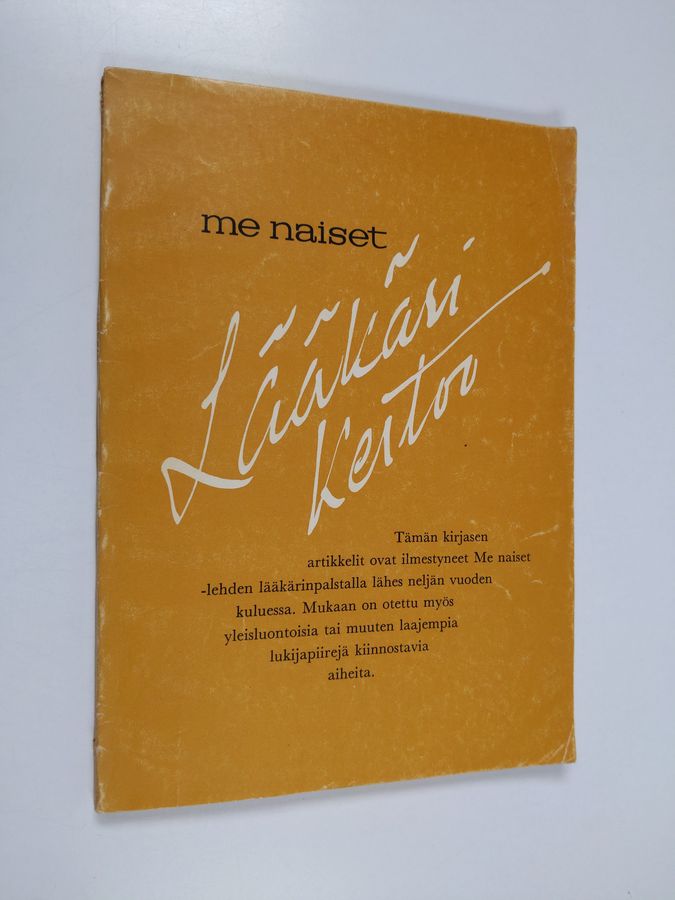 me naiset
Lääkäri
kertoo
Tämän kirjasen
artikkelit ovat ilmestyneet Me naiset
-lehden lääkärinpalstalla lähes neljän vuoden
kuluessa. Mukaan on otettu myös
yleisluontoisia tai muuten laajempia
lukijapiirejä kiinnostavia
aiheita.